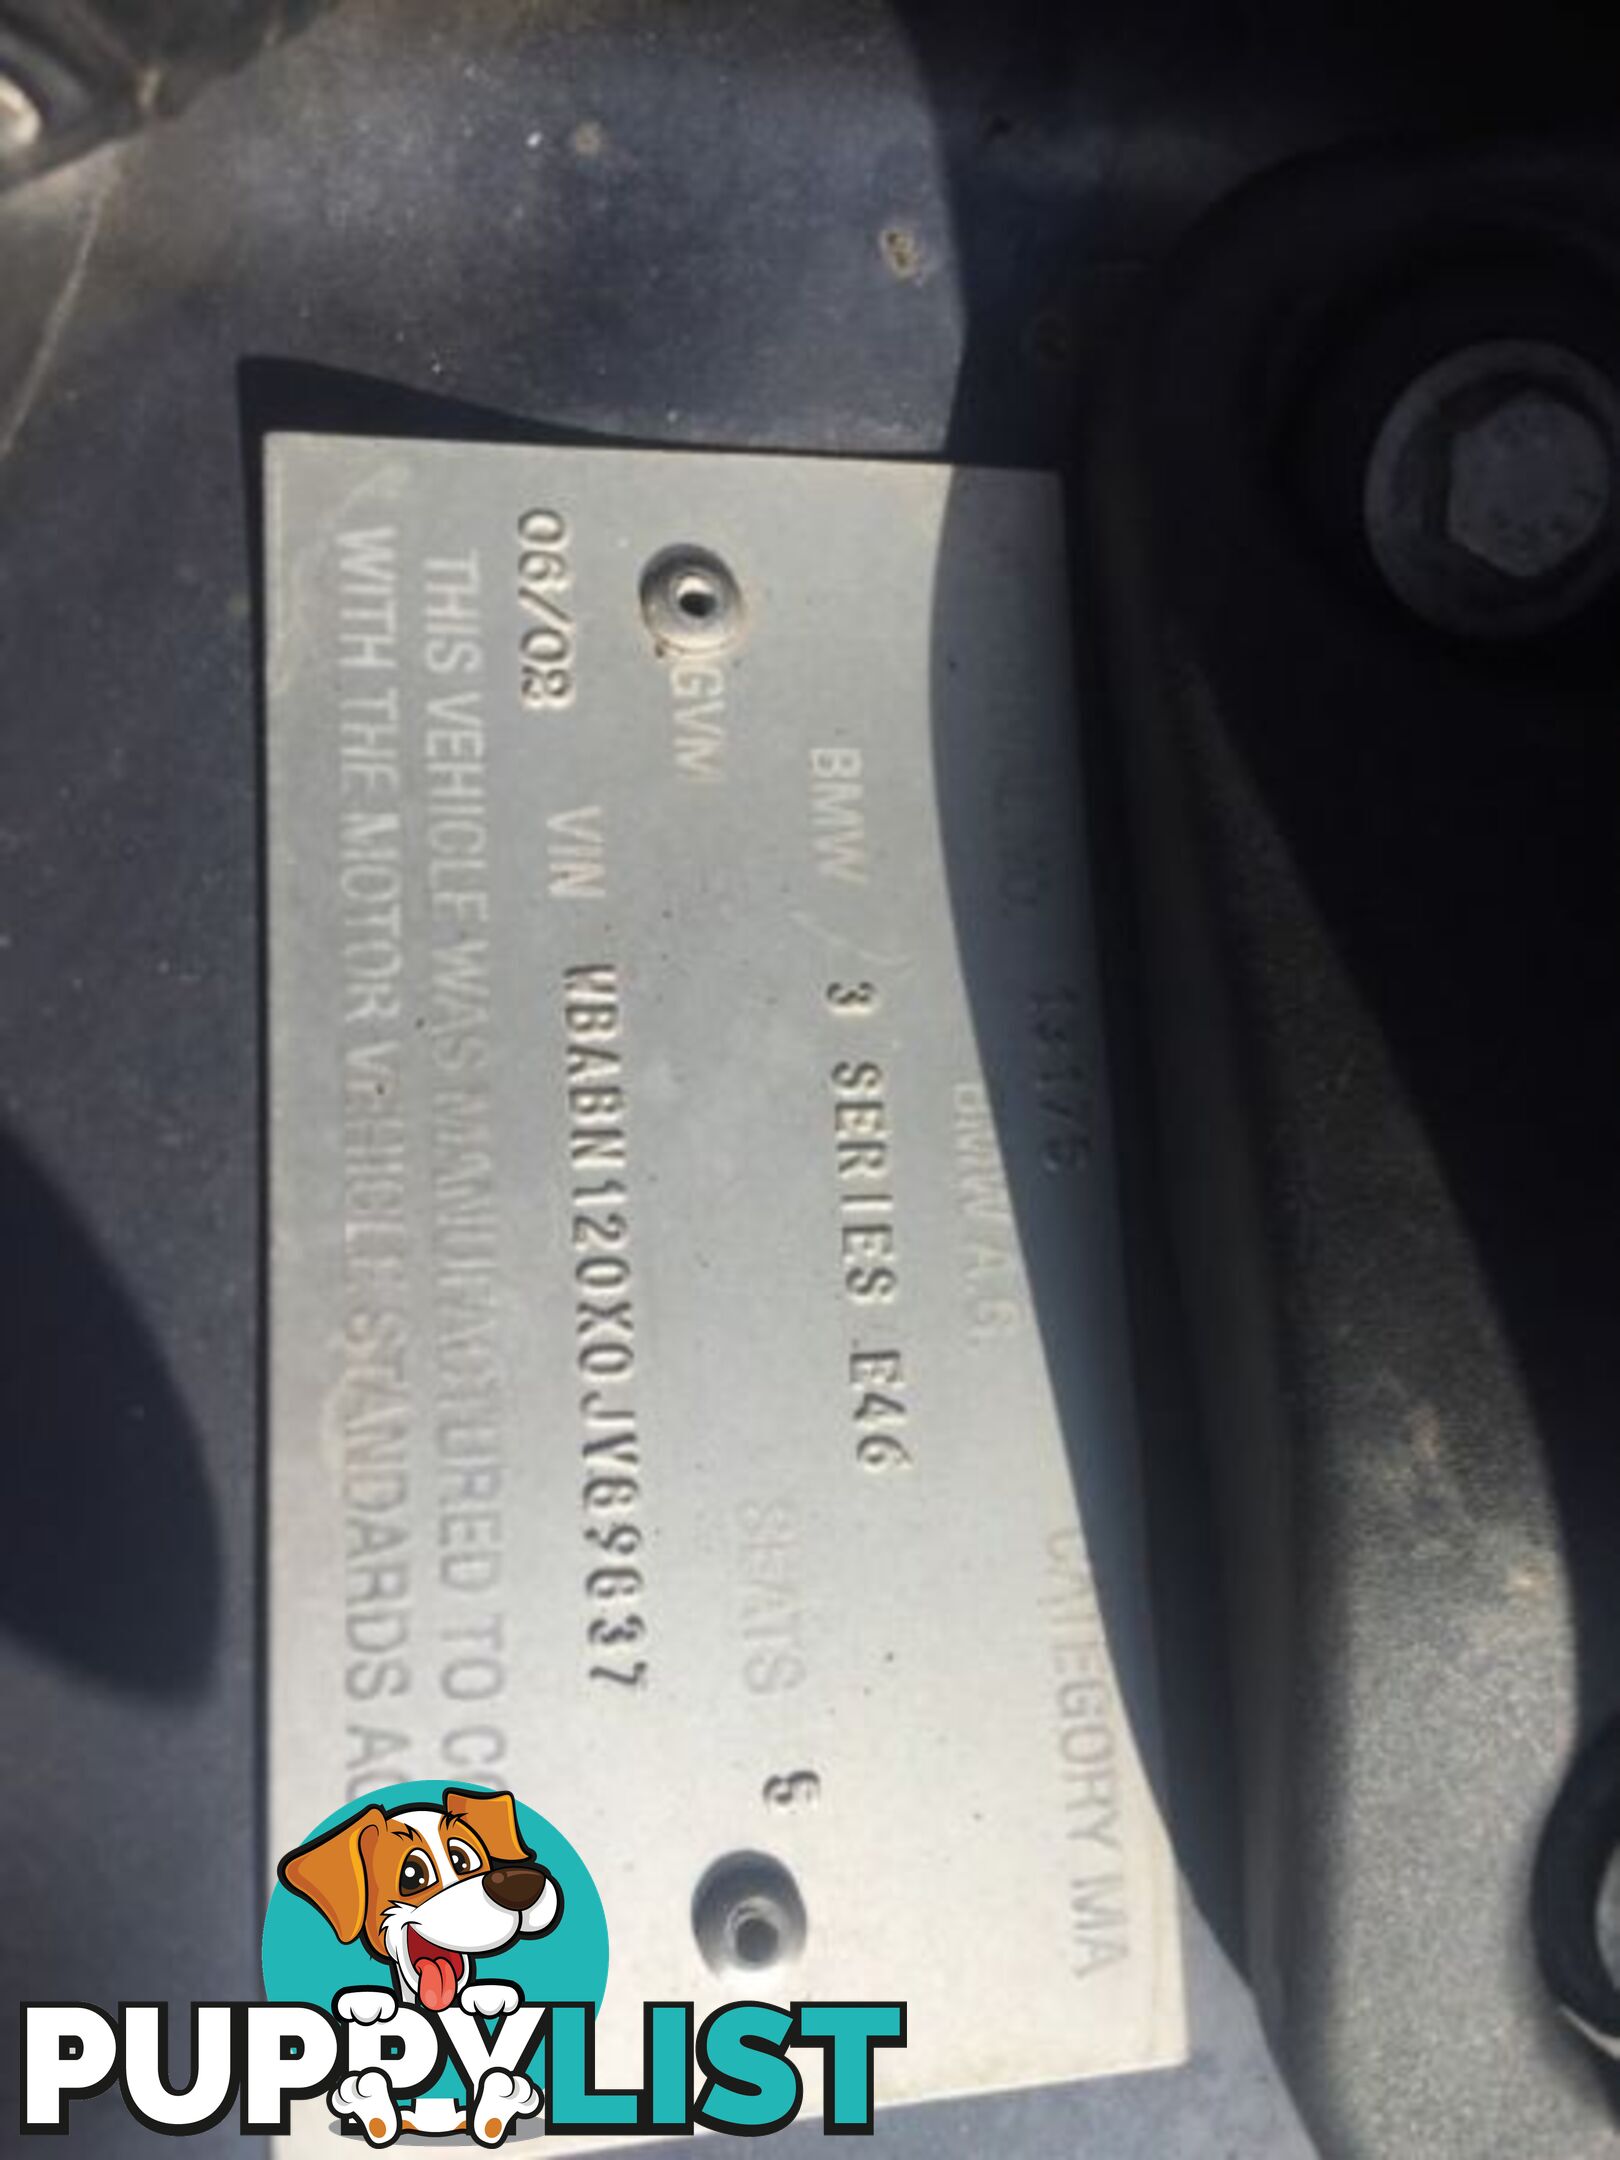 13176 CATEGORY MA
BMW A.G.
BMW 3 SERIES E46
GVM SEATS 5
06/02 VIN WBABN120X0JV69637
THIS VEHICLE WAS MANUFACTURED TO
WITH THE MOTOR VEHICLE STANDARDS
PUPPYLIST